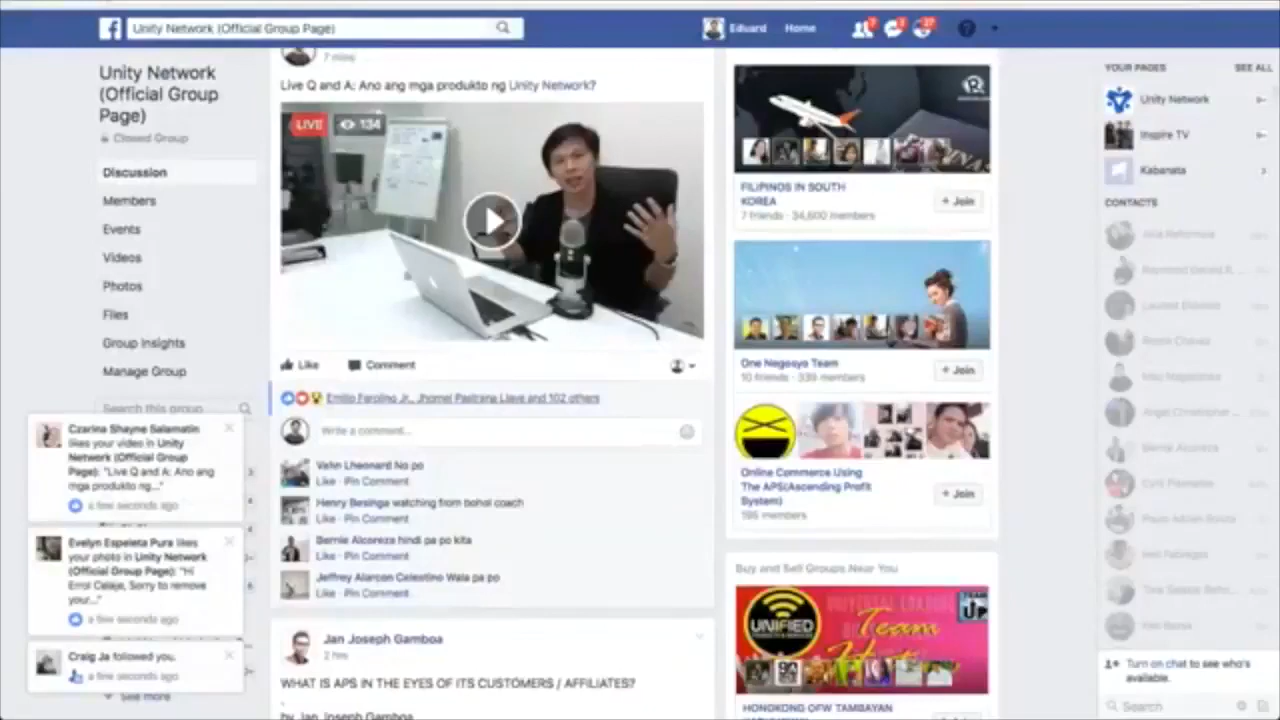 Unity Network (Official Group Page)
Eduard
Home
Unity Network
(Official Group
Page)
Closed Group
Discussion
Members
Events
Videos
Photos
Files
Group Insights
Manage Group
Search this group
Czarina Shayne Salamatin
likes your video in Unity
Network (Official Group
Page): "Live Q and A: Ano ang
mga produkto ng..."
a few seconds ago
Evelyn Espeleta Pura likes
your photo in Unity Network
(Official Group Page): "Hi
Errol Celaje, Sorry to remove
your..."
a few seconds ago
Craig Ja followed you.
a few seconds ago
See more
7 mins
Live Q and A: Ano ang mga produkto ng Unity Network?
LIVE
134
Like
Comment
Emilio Ferolino Jr., Jhomel Pastrana Llave and 102 others
Write a comment...
Vehn Lheonard No po
Like · Pin Comment
Henry Besinga watching from bohol coach
Like · Pin Comment
Bernie Alcoreza hindi pa po kita
Like · Pin Comment
Jeffrey Alarcon Celestino Wala pa po
Like · Pin Comment
Jan Joseph Gamboa
2 hrs
WHAT IS APS IN THE EYES OF ITS CUSTOMERS / AFFILIATES?
by Jan Joseph Gamboa
FILIPINOS IN SOUTH
KOREA
7 friends · 34,600 members
+ Join
One Negosyo Team
10 friends · 339 members
+ Join
Online Commerce Using
The APS(Ascending Profit
System)
196 members
+ Join
Buy and Sell Groups Near You
UNIFIED
Team
TEAM
UP
HONGKONG OFW TAMBAYAN
YOUR PAGES
SEE ALL
Unity Network
Inspire TV
Kabanata
CONTACTS
Bernie Alcoreza
Turn on chat to see who's
available.
Search